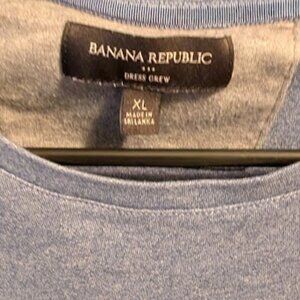 BANANA REPUBLIC
DRESS CREW
XL
MADE IN
SRI LANKA